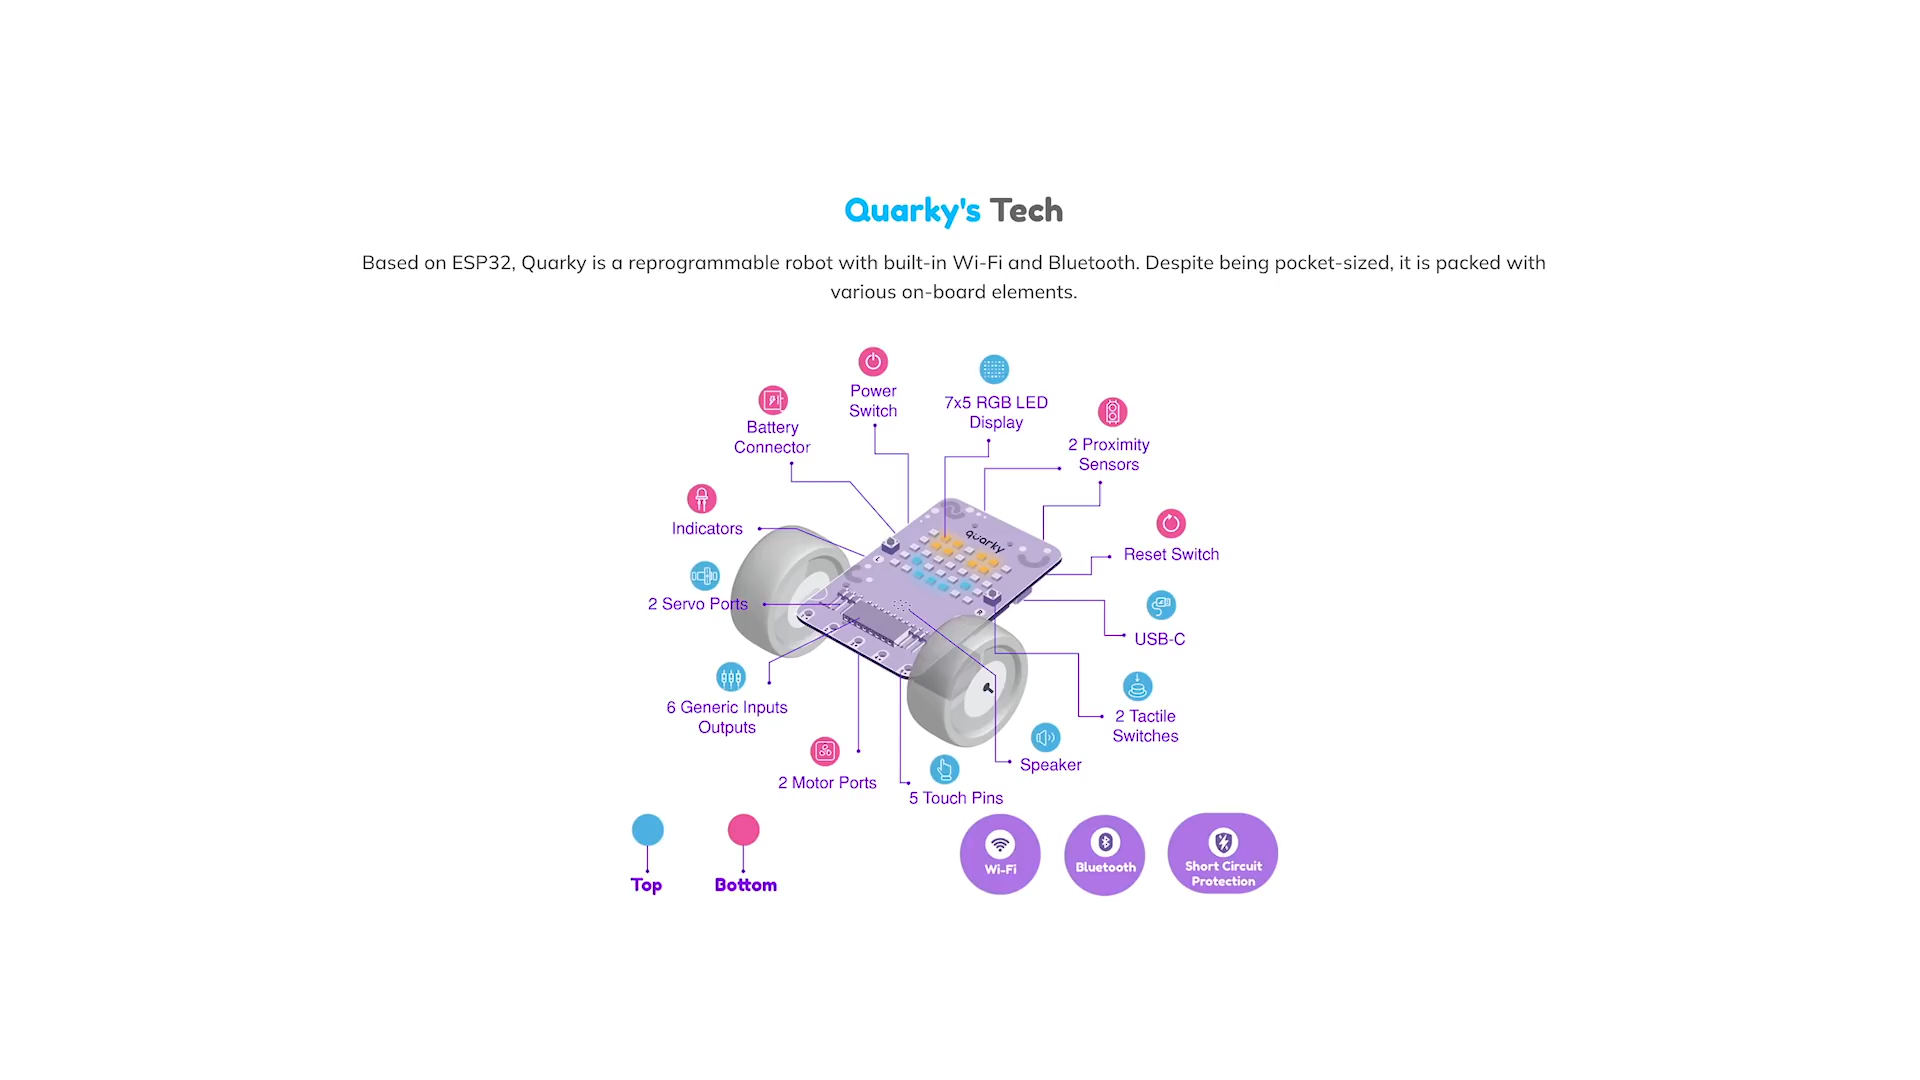 Quarky's Tech
Based on ESP32, Quarky is a reprogrammable robot with built-in Wi-Fi and Bluetooth. Despite being pocket-sized, it is packed with
various on-board elements.
Power
Switch
7x5 RGB LED
Display
Battery
Connector
2 Proximity
Sensors
Indicators
quarky
Reset Switch
L
2 Servo Ports
R
USB-C
6 Generic Inputs
Outputs
2 Tactile
Switches
2 Motor Ports
Speaker
5 Touch Pins
Top
Bottom
Wi-Fi
Bluetooth
Short Circuit
Protection